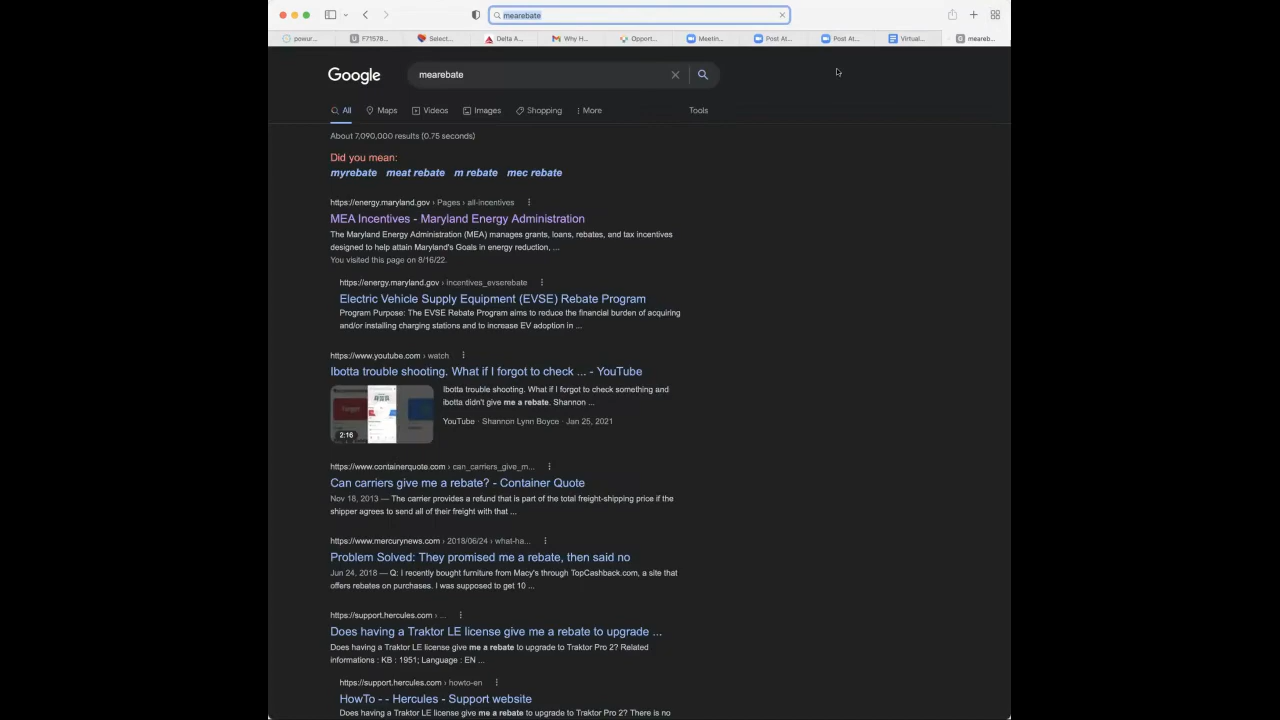 mearebate
powur...
F71578...
Select...
Delta A...
Why H...
Opport...
Meetin...
Post At...
Post At...
Virtual...
meareb...
Google
mearebate
All
Maps
Videos
Images
Shopping
More
Tools
About 7,090,000 results (0.75 seconds)
Did you mean:
myrebate meat rebate m rebate mec rebate
https://energy.maryland.gov › Pages › all-incentives
MEA Incentives - Maryland Energy Administration
The Maryland Energy Administration (MEA) manages grants, loans, rebates, and tax incentives
designed to help attain Maryland's Goals in energy reduction, ...
You visited this page on 8/16/22.
https://energy.maryland.gov › incentives_evserebate
Electric Vehicle Supply Equipment (EVSE) Rebate Program
Program Purpose: The EVSE Rebate Program aims to reduce the financial burden of acquiring
and/or installing charging stations and to increase EV adoption in ...
https://www.youtube.com › watch
Ibotta trouble shooting. What if I forgot to check ... - YouTube
Ibotta trouble shooting. What if I forgot to check something and
ibotta didn't give me a rebate. Shannon ...
YouTube · Shannon Lynn Boyce · Jan 25, 2021
2:16
https://www.containerquote.com › can_carriers_give_m...
Can carriers give me a rebate? - Container Quote
Nov 18, 2013 — The carrier provides a refund that is part of the total freight-shipping price if the
shipper agrees to send all of their freight with that ...
https://www.mercurynews.com › 2018/06/24 › what-ha...
Problem Solved: They promised me a rebate, then said no
Jun 24, 2018 — Q: I recently bought furniture from Macy's through TopCashback.com, a site that
offers rebates on purchases. I was supposed to get 10 ...
https://support.hercules.com › ...
Does having a Traktor LE license give me a rebate to upgrade ...
Does having a Traktor LE license give me a rebate to upgrade to Traktor Pro 2? Related
informations : KB : 1951; Language : EN ...
https://support.hercules.com › howto-en
HowTo - - Hercules - Support website
Does having a Traktor LE license give me a rebate to upgrade to Traktor Pro 2? There is no